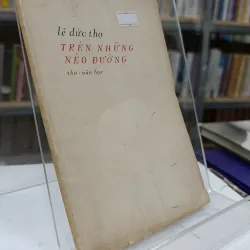 lê đức thọ
TRÊN NHỮNG
NẺO ĐƯỜNG
thơ · văn học